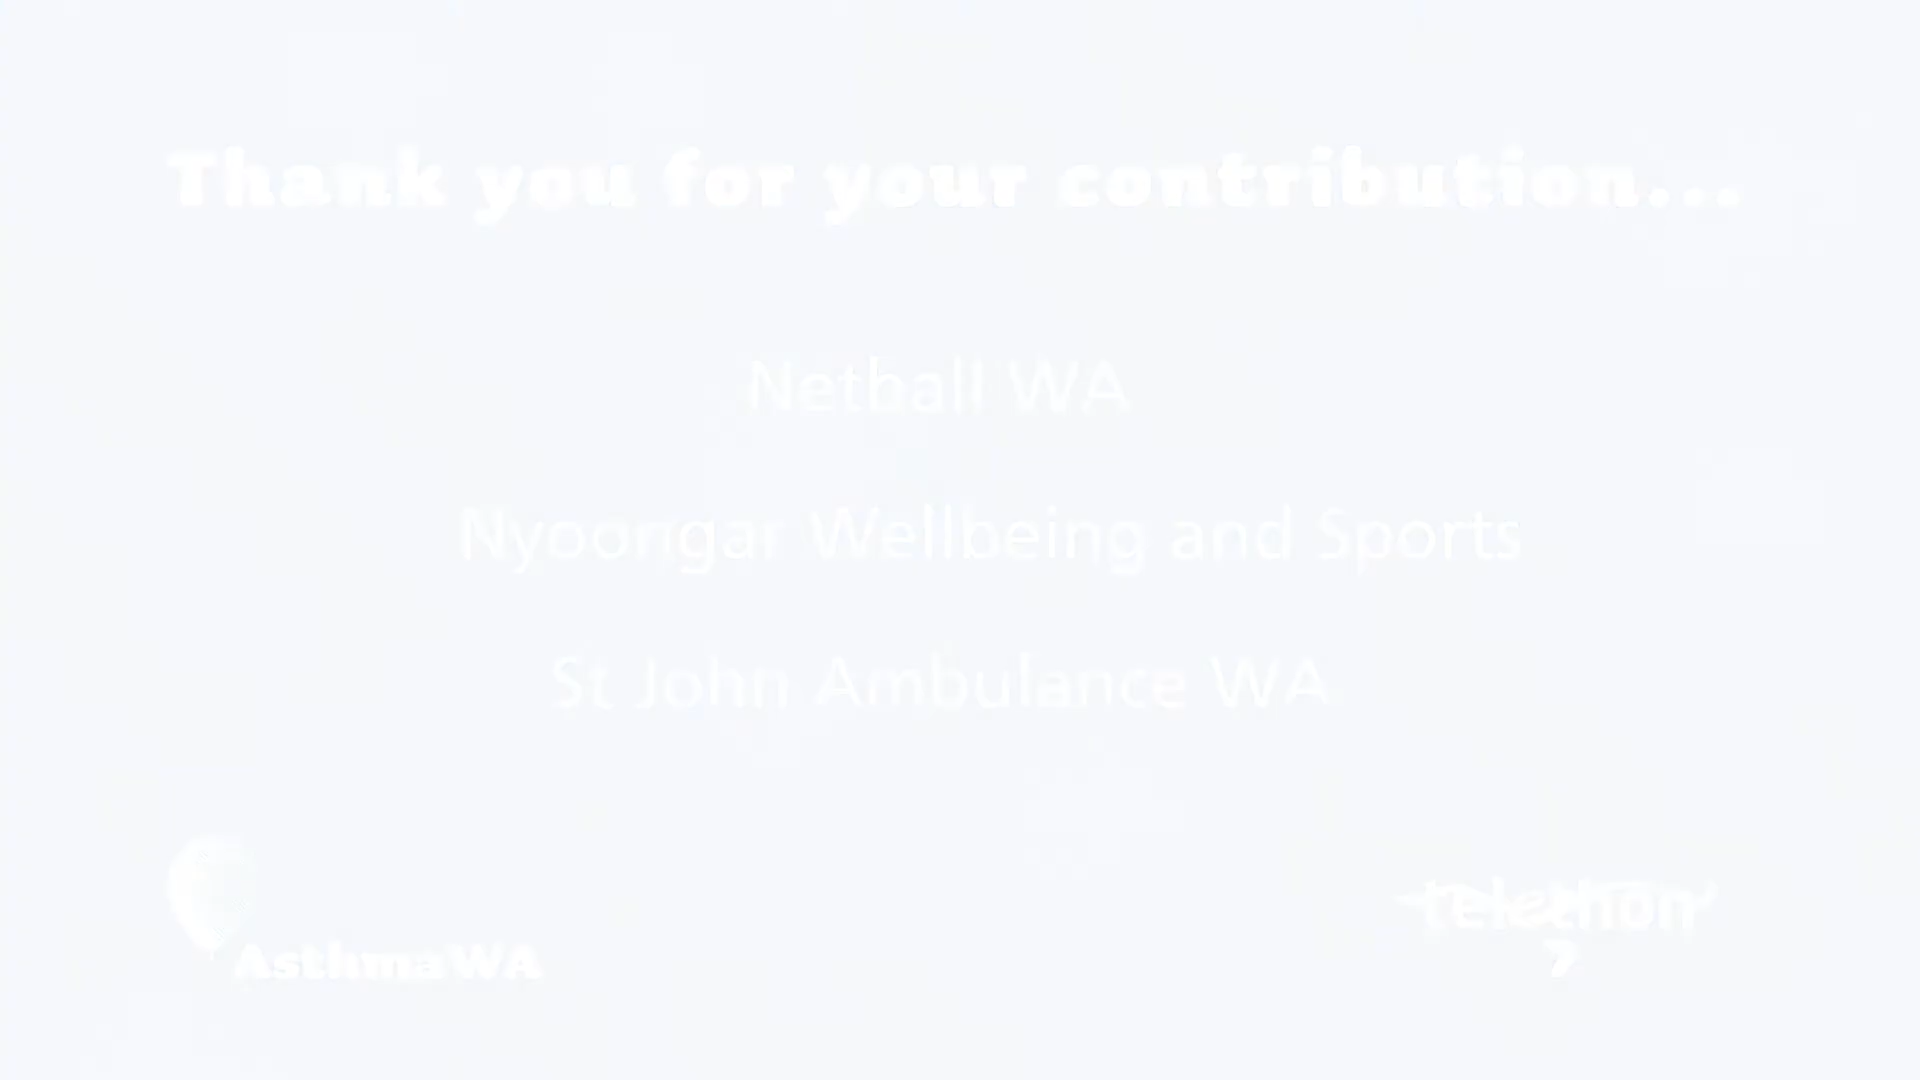 Thank you for your contribution...
Netball WA
Nyoongar Wellbeing and Sports
St John Ambulance WA
AsthmaWA
telethon
7